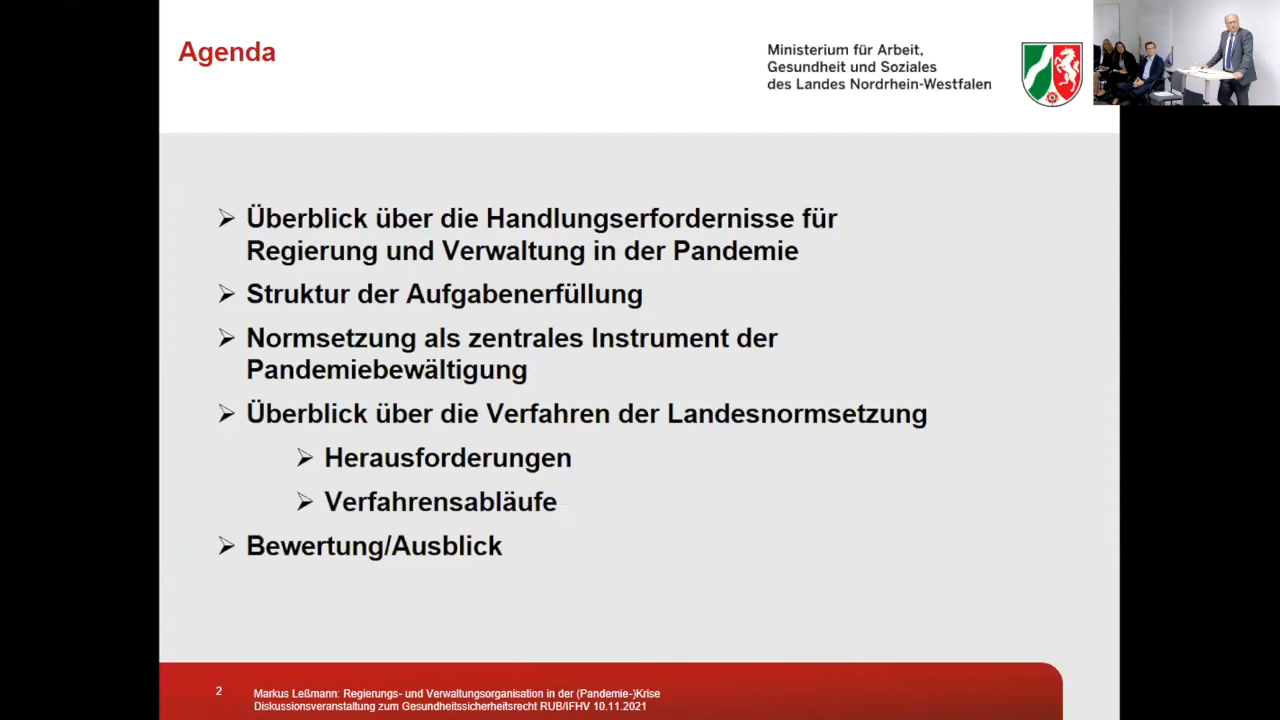 Agenda
Ministerium für Arbeit,
Gesundheit und Soziales
des Landes Nordrhein-Westfalen
Überblick über die Handlungserfordernisse für
Regierung und Verwaltung in der Pandemie
Struktur der Aufgabenerfüllung
Normsetzung als zentrales Instrument der
Pandemiebewältigung
Überblick über die Verfahren der Landesnormsetzung
Herausforderungen
Verfahrensabläufe
Bewertung/Ausblick
2
Markus Leßmann: Regierungs- und Verwaltungsorganisation in der (Pandemie-)Krise
Diskussionsveranstaltung zum Gesundheitssicherheitsrecht RUB/IFHV 10.11.2021